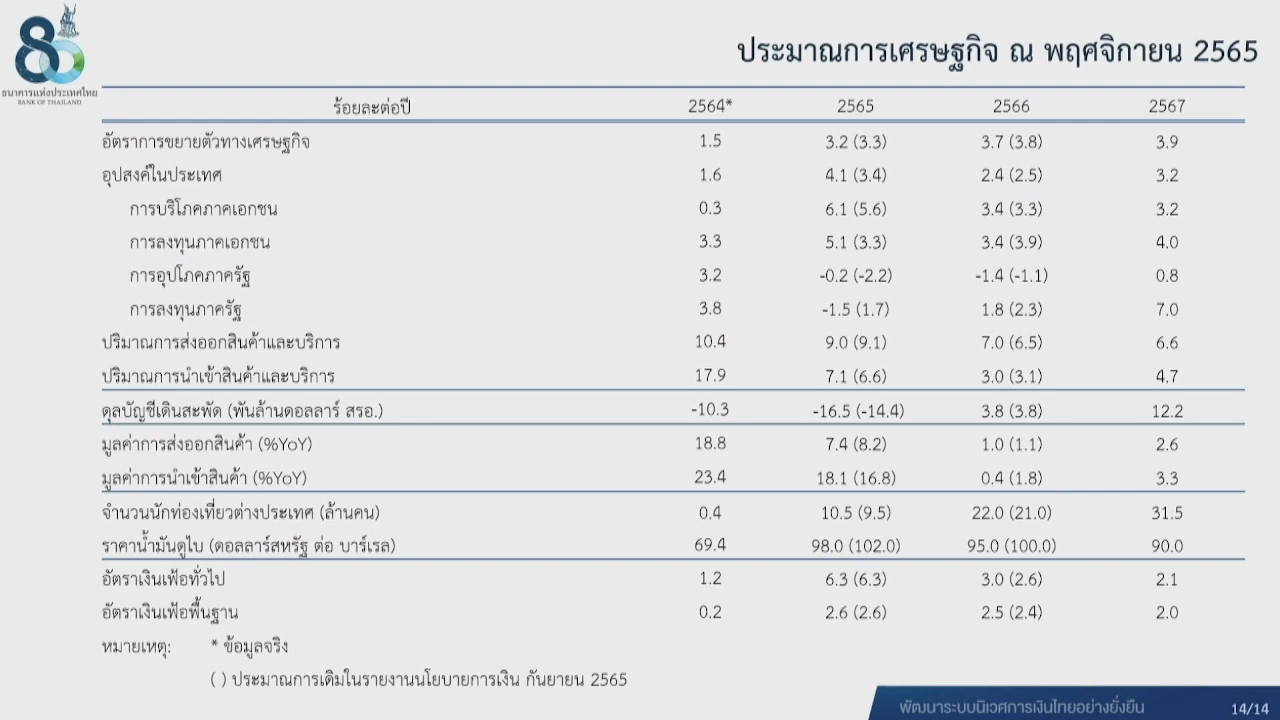 80
ธนาคารแห่งประเทศไทย
BANK OF THAILAND
ประมาณการเศรษฐกิจ ณ พฤศจิกายน 2565
ร้อยละต่อปี 2564* 2565 2566 2567
อัตราการขยายตัวทางเศรษฐกิจ 1.5 3.2 (3.3) 3.7 (3.8) 3.9
อุปสงค์ในประเทศ 1.6 4.1 (3.4) 2.4 (2.5) 3.2
การบริโภคภาคเอกชน 0.3 6.1 (5.6) 3.4 (3.3) 3.2
การลงทุนภาคเอกชน 3.3 5.1 (3.3) 3.4 (3.9) 4.0
การอุปโภคภาครัฐ 3.2 -0.2 (-2.2) -1.4 (-1.1) 0.8
การลงทุนภาครัฐ 3.8 -1.5 (1.7) 1.8 (2.3) 7.0
ปริมาณการส่งออกสินค้าและบริการ 10.4 9.0 (9.1) 7.0 (6.5) 6.6
ปริมาณการนำเข้าสินค้าและบริการ 17.9 7.1 (6.6) 3.0 (3.1) 4.7
ดุลบัญชีเดินสะพัด (พันล้านดอลลาร์ สรอ.) -10.3 -16.5 (-14.4) 3.8 (3.8) 12.2
มูลค่าการส่งออกสินค้า (%YoY) 18.8 7.4 (8.2) 1.0 (1.1) 2.6
มูลค่าการนำเข้าสินค้า (%YoY) 23.4 18.1 (16.8) 0.4 (1.8) 3.3
จำนวนนักท่องเที่ยวต่างประเทศ (ล้านคน) 0.4 10.5 (9.5) 22.0 (21.0) 31.5
ราคาน้ำมันดูไบ (ดอลลาร์สหรัฐ ต่อ บาร์เรล) 69.4 98.0 (102.0) 95.0 (100.0) 90.0
อัตราเงินเฟ้อทั่วไป 1.2 6.3 (6.3) 3.0 (2.6) 2.1
อัตราเงินเฟ้อพื้นฐาน 0.2 2.6 (2.6) 2.5 (2.4) 2.0
หมายเหตุ: * ข้อมูลจริง
( ) ประมาณการเดิมในรายงานนโยบายการเงิน กันยายน 2565
พัฒนาระบบนิเวศการเงินไทยอย่างยั่งยืน 14/14